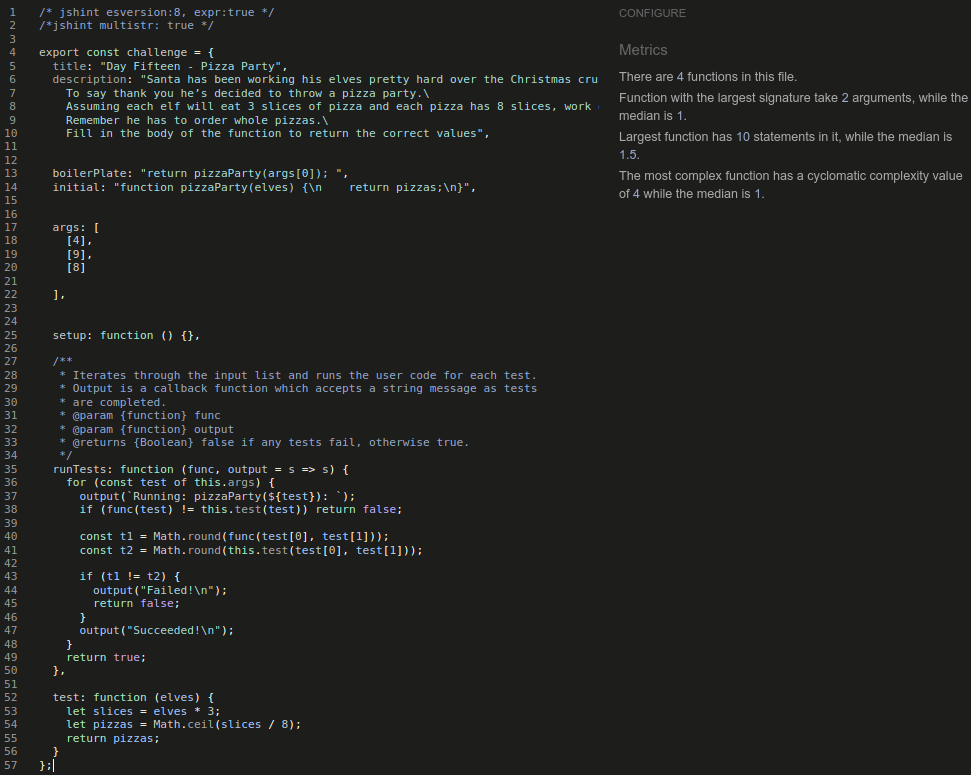 1 /* jshint esversion:8, expr:true */
2 /*jshint multistr: true */
3
4 export const challenge = {
5 title: "Day Fifteen - Pizza Party",
6 description: "Santa has been working his elves pretty hard over the Christmas cru
7 To say thank you he’s decided to throw a pizza party.\
8 Assuming each elf will eat 3 slices of pizza and each pizza has 8 slices, work
9 Remember he has to order whole pizzas.\
10 Fill in the body of the function to return the correct values",
11
12
13 boilerPlate: "return pizzaParty(args[0]); ",
14 initial: "function pizzaParty(elves) {\n    return pizzas;\n}",
15
16
17 args: [
18 [4],
19 [9],
20 [8]
21
22 ],
23
24
25 setup: function () {},
26
27 /**
28 * Iterates through the input list and runs the user code for each test.
29 * Output is a callback function which accepts a string message as tests
30 * are completed.
31 * @param {function} func
32 * @param {function} output
33 * @returns {Boolean} false if any tests fail, otherwise true.
34 */
35 runTests: function (func, output = s => s) {
36 for (const test of this.args) {
37 output(`Running: pizzaParty(${test}): `);
38 if (func(test) != this.test(test)) return false;
39
40 const t1 = Math.round(func(test[0], test[1]));
41 const t2 = Math.round(this.test(test[0], test[1]));
42
43 if (t1 != t2) {
44 output("Failed!\n");
45 return false;
46 }
47 output("Succeeded!\n");
48 }
49 return true;
50 },
51
52 test: function (elves) {
53 let slices = elves * 3;
54 let pizzas = Math.ceil(slices / 8);
55 return pizzas;
56 }
57 };
CONFIGURE
Metrics
There are 4 functions in this file.
Function with the largest signature take 2 arguments, while the
median is 1.
Largest function has 10 statements in it, while the median is
1.5.
The most complex function has a cyclomatic complexity value
of 4 while the median is 1.